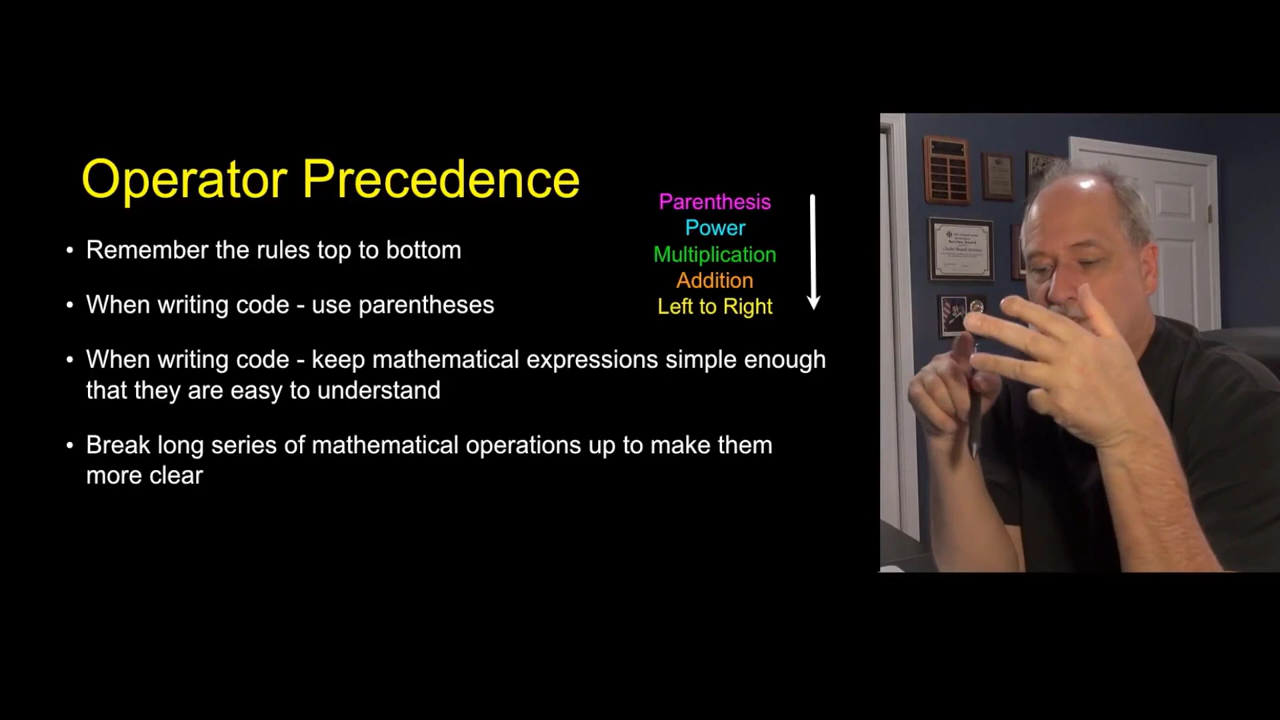 Operator Precedence
Parenthesis
Power
Multiplication
Addition
Left to Right
• Remember the rules top to bottom
• When writing code - use parentheses
• When writing code - keep mathematical expressions simple enough
that they are easy to understand
• Break long series of mathematical operations up to make them
more clear